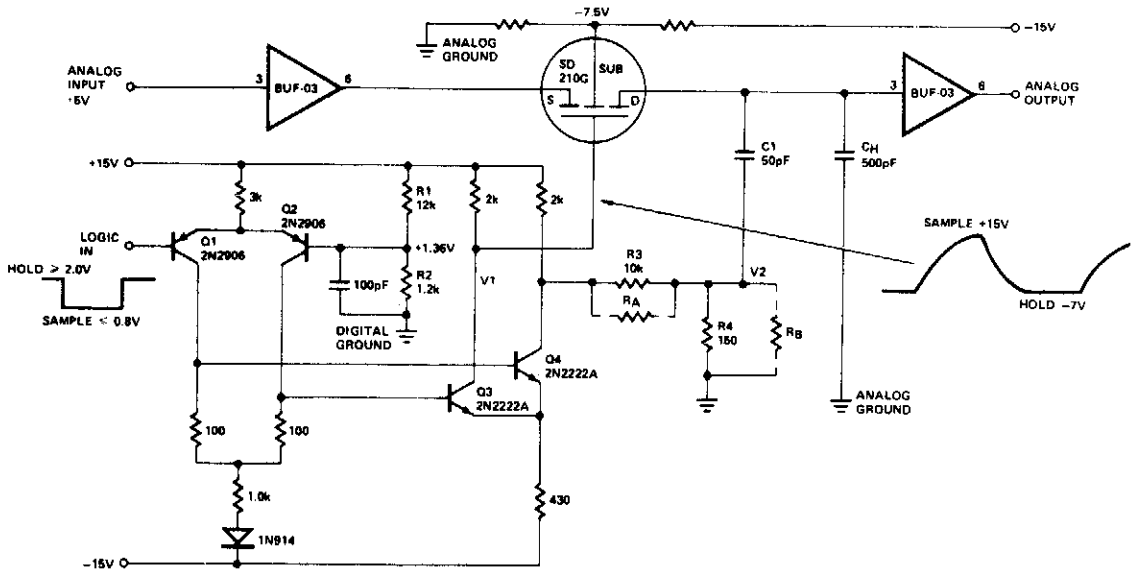 -7.5V
-15V
ANALOG
GROUND
ANALOG
INPUT
+5V
3
BUF-03
6
SD
210G
SUB
S
D
3
BUF-03
6
ANALOG
OUTPUT
C1
50pF
CH
500pF
+15V
3k
R1
12k
2k
2k
Q2
2N2906
LOGIC
IN
Q1
2N2906
+1.36V
SAMPLE +15V
HOLD ≥ 2.0V
100pF
R2
1.2k
V1
R3
10k
V2
RA
HOLD -7V
SAMPLE ≤ 0.8V
DIGITAL
GROUND
R4
150
RB
Q4
2N2222A
Q3
2N2222A
ANALOG
GROUND
100
100
1.0k
430
1N914
-15V